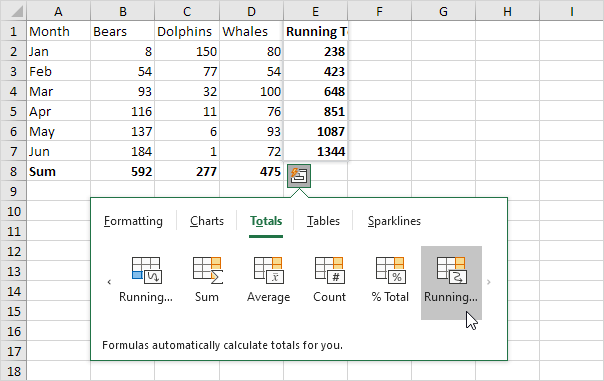 A B C D E F G H I
1 Month Bears Dolphins Whales Running T
2 Jan 8 150 80 238
3 Feb 54 77 54 423
4 Mar 93 32 100 648
5 Apr 116 11 76 851
6 May 137 6 93 1087
7 Jun 184 1 72 1344
8 Sum 592 277 475
9
10
11
12
13
14
15
16
17
18
Formatting Charts Totals Tables Sparklines
Running... Sum Average Count % Total Running...
Formulas automatically calculate totals for you.